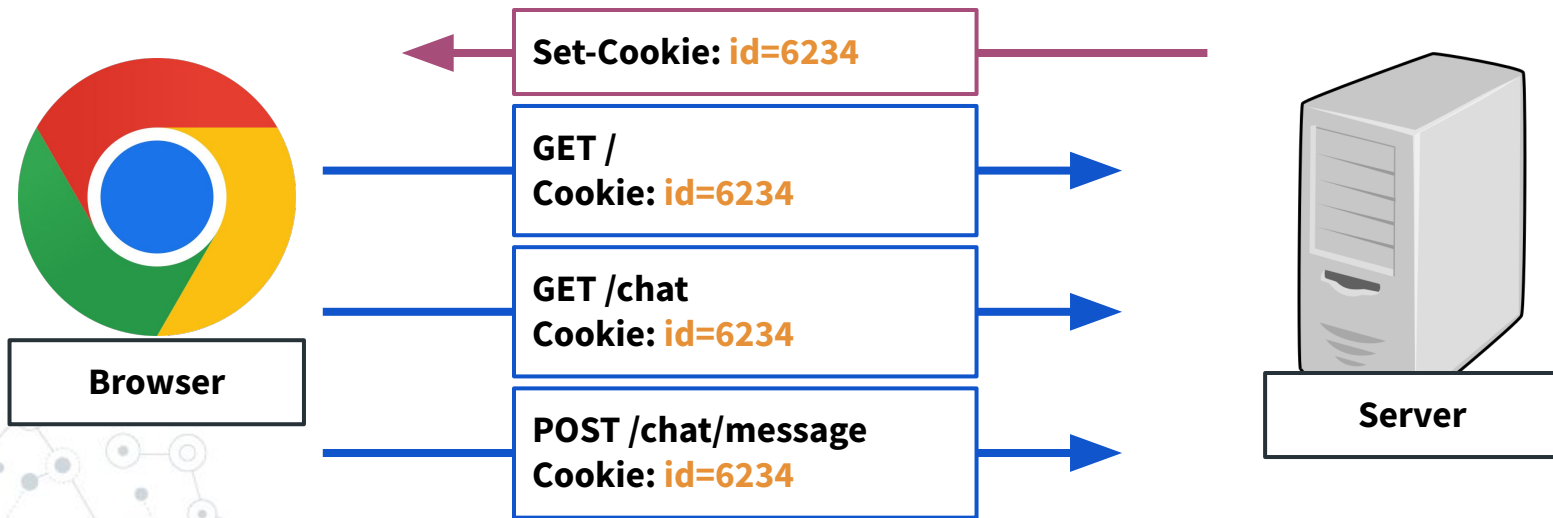 Set-Cookie: id=6234
GET /
Cookie: id=6234
GET /chat
Cookie: id=6234
POST /chat/message
Cookie: id=6234
Browser
Server